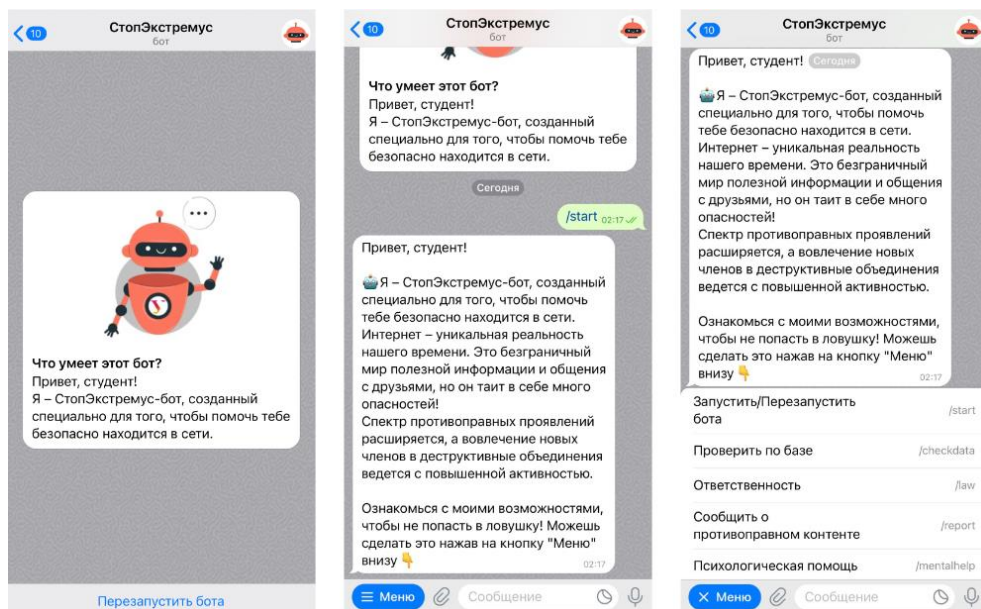 10
СтопЭкстремус
бот
Что умеет этот бот?
Привет, студент!
Я – СтопЭкстремус-бот, созданный
специально для того, чтобы помочь тебе
безопасно находится в сети.
Перезапустить бота
10
СтопЭкстремус
бот
Что умеет этот бот?
Привет, студент!
Я – СтопЭкстремус-бот, созданный
специально для того, чтобы помочь тебе
безопасно находится в сети.
Сегодня
/start 02:17
Привет, студент!
Я – СтопЭкстремус-бот, созданный
специально для того, чтобы помочь
тебе безопасно находится в сети.
Интернет – уникальная реальность
нашего времени. Это безграничный
мир полезной информации и общения
с друзьями, но он таит в себе много
опасностей!
Спектр противоправных проявлений
расширяется, а вовлечение новых
членов в деструктивные объединения
ведется с повышенной активностью.
Ознакомься с моими возможностями,
чтобы не попасть в ловушку! Можешь
сделать это нажав на кнопку "Меню"
внизу 👇 02:17
Меню
Сообщение
10
СтопЭкстремус
бот
Привет, студент! Сегодня
Я – СтопЭкстремус-бот, созданный
специально для того, чтобы помочь
тебе безопасно находится в сети.
Интернет – уникальная реальность
нашего времени. Это безграничный
мир полезной информации и общения
с друзьями, но он таит в себе много
опасностей!
Спектр противоправных проявлений
расширяется, а вовлечение новых
членов в деструктивные объединения
ведется с повышенной активностью.
Ознакомься с моими возможностями,
чтобы не попасть в ловушку! Можешь
сделать это нажав на кнопку "Меню"
внизу 👇 02:17
Запустить/Перезапустить
бота /start
Проверить по базе /checkdata
Ответственность /law
Сообщить о
противоправном контенте /report
Психологическая помощь /mentalhelp
Меню
Сообщение